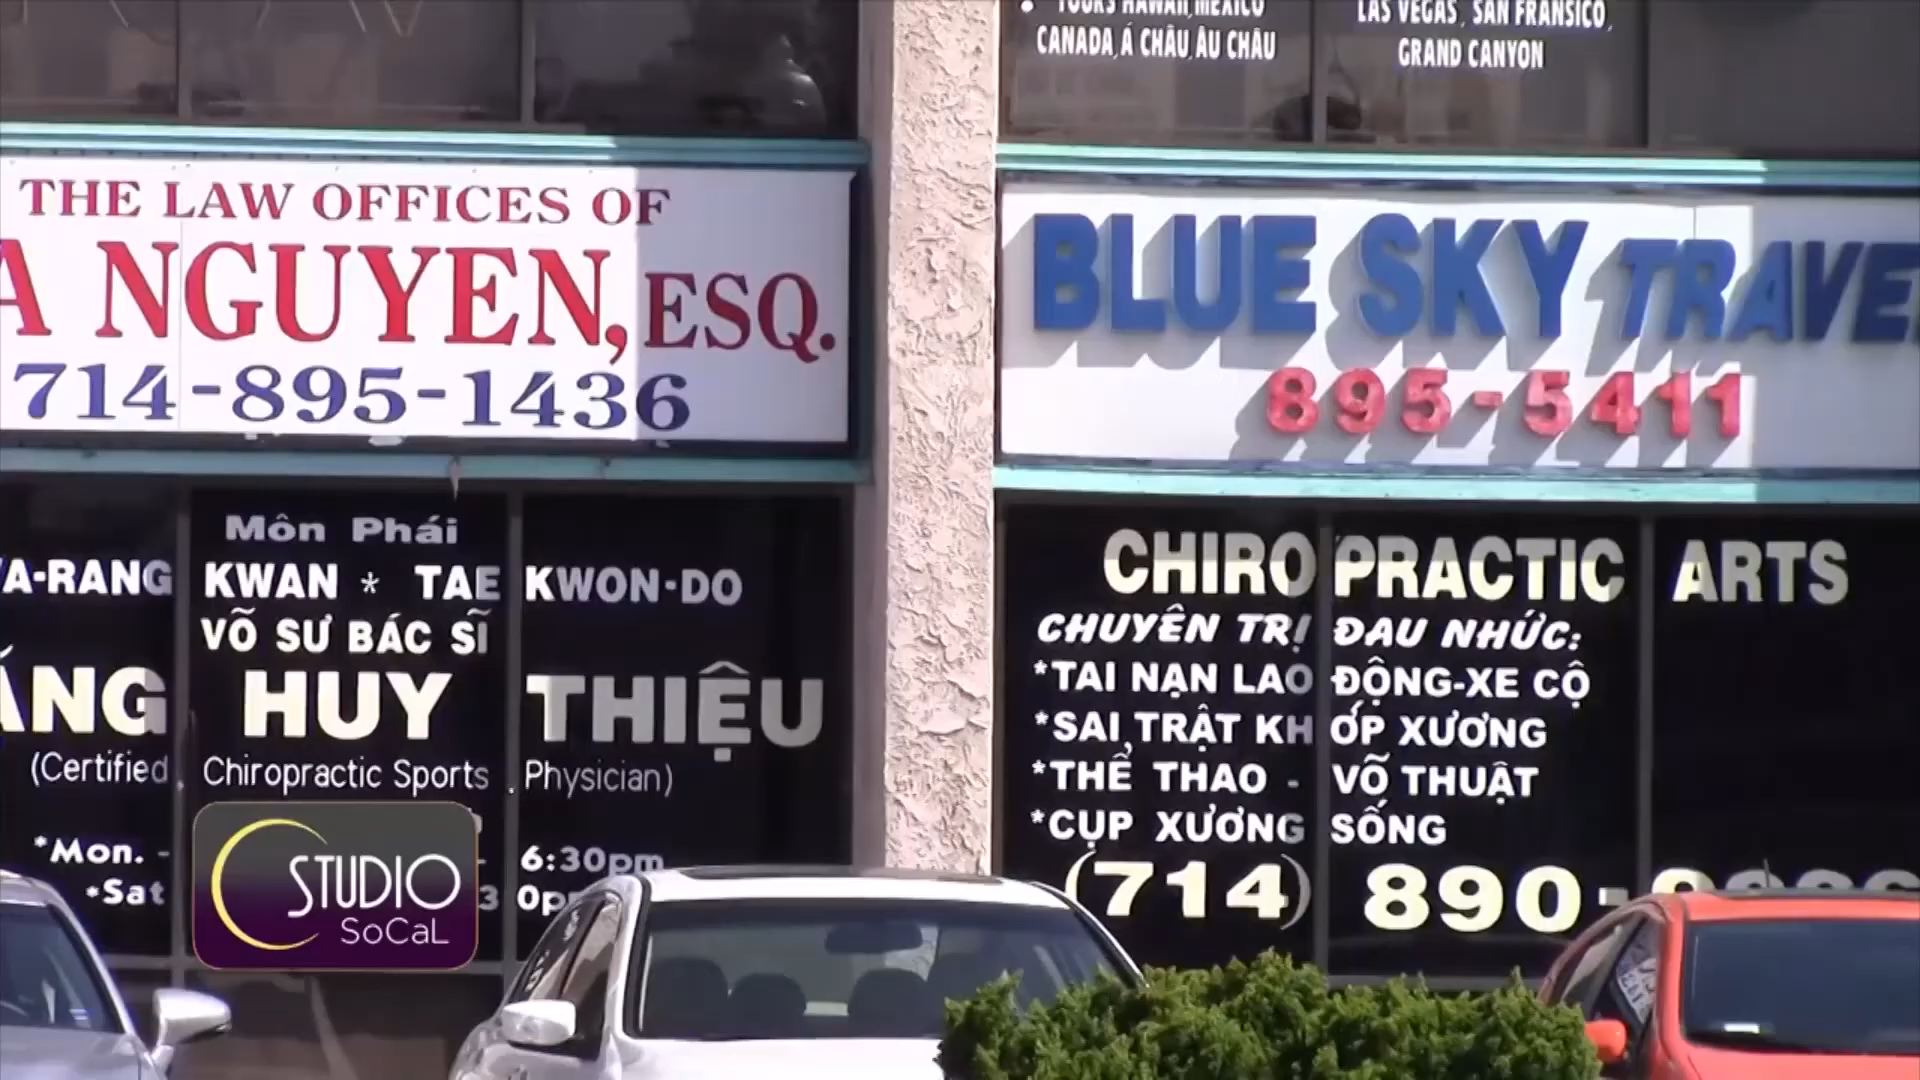 TOURS HAWAII, MEXICO
CANADA, Á CHÂU, ÂU CHÂU
LAS VEGAS, SAN FRANSICO,
GRAND CANYON
THE LAW OFFICES OF
A NGUYEN, ESQ.
714-895-1436
BLUE SKY TRAVEL
895-5411
Môn Phái
A-RANG KWAN * TAE KWON-DO
VÕ SƯ BÁC SĨ
ĂNG HUY THIỆU
(Certified Chiropractic Sports Physician)
*Mon. - 6:30pm
*Sat
CHIROPRACTIC ARTS
CHUYÊN TRỊ ĐAU NHỨC:
*TAI NẠN LAO ĐỘNG-XE CỘ
*SAI TRẬT KHỚP XƯƠNG
*THỂ THAO - VÕ THUẬT
*CỤP XƯƠNG SỐNG
(714) 890-
STUDIO
SoCaL